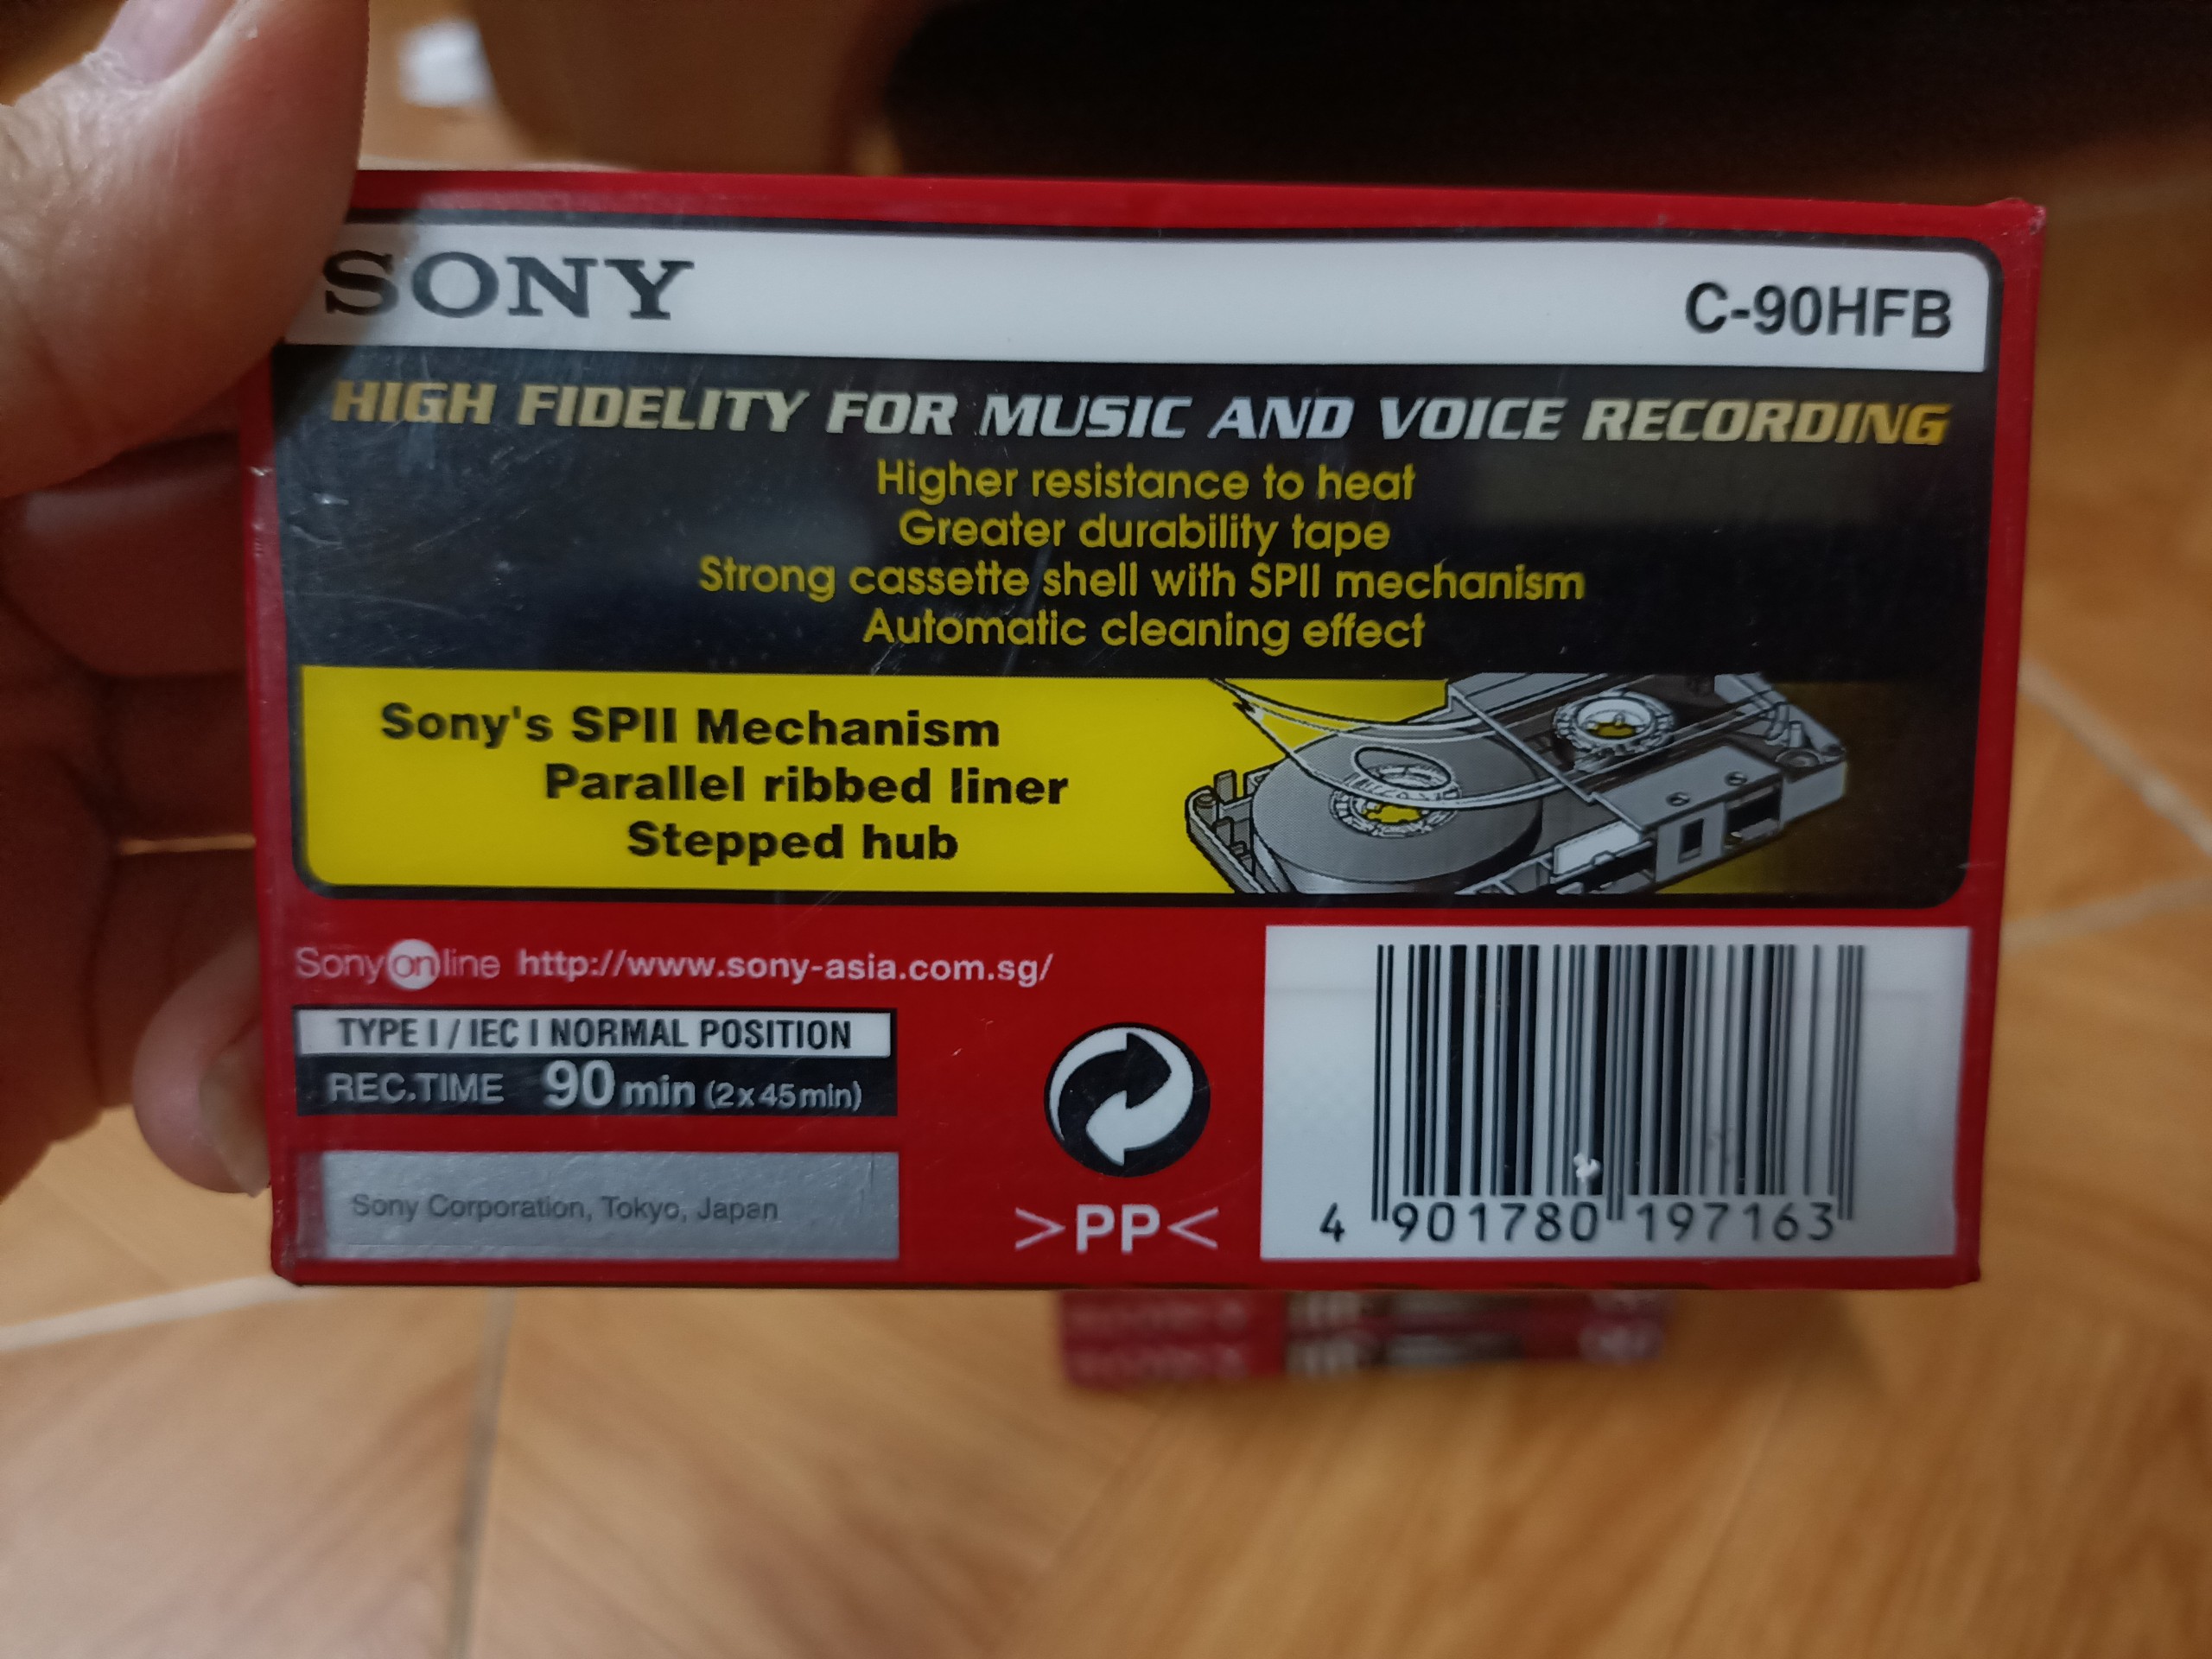 SONY
C-90HFB
HIGH FIDELITY FOR MUSIC AND VOICE RECORDING
Higher resistance to heat
Greater durability tape
Strong cassette shell with SPII mechanism
Automatic cleaning effect
Sony's SPII Mechanism
Parallel ribbed liner
Stepped hub
Sony online http://www.sony-asia.com.sg/
TYPE I / IEC I NORMAL POSITION
REC.TIME 90 min (2x45min)
Sony Corporation, Tokyo, Japan
>PP<
4 901780 197163